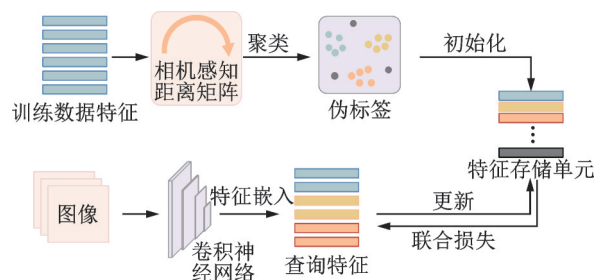 聚类
初始化
相机感知
距离矩阵
训练数据特征
伪标签
特征存储单元
图像
特征嵌入
更新
联合损失
卷积神
经网络
查询特征